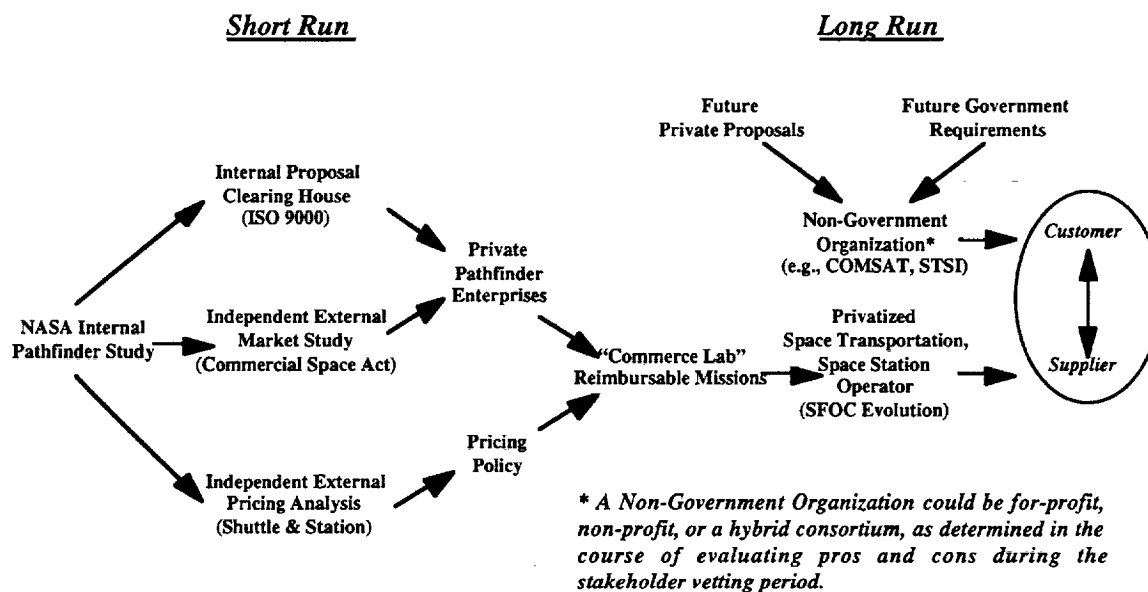 Short Run
Long Run
Future
Private Proposals
Future Government
Requirements
Internal Proposal
Clearing House
(ISO 9000)
Non-Government
Organization*
(e.g., COMSAT, STSI)
Customer
Private
Pathfinder
Enterprises
NASA Internal
Pathfinder Study
Independent External
Market Study
(Commercial Space Act)
"Commerce Lab"
Reimbursable Missions
Privatized
Space Transportation,
Space Station
Operator
(SFOC Evolution)
Supplier
Pricing
Policy
Independent External
Pricing Analysis
(Shuttle & Station)
* A Non-Government Organization could be for-profit,
non-profit, or a hybrid consortium, as determined in the
course of evaluating pros and cons during the
stakeholder vetting period.